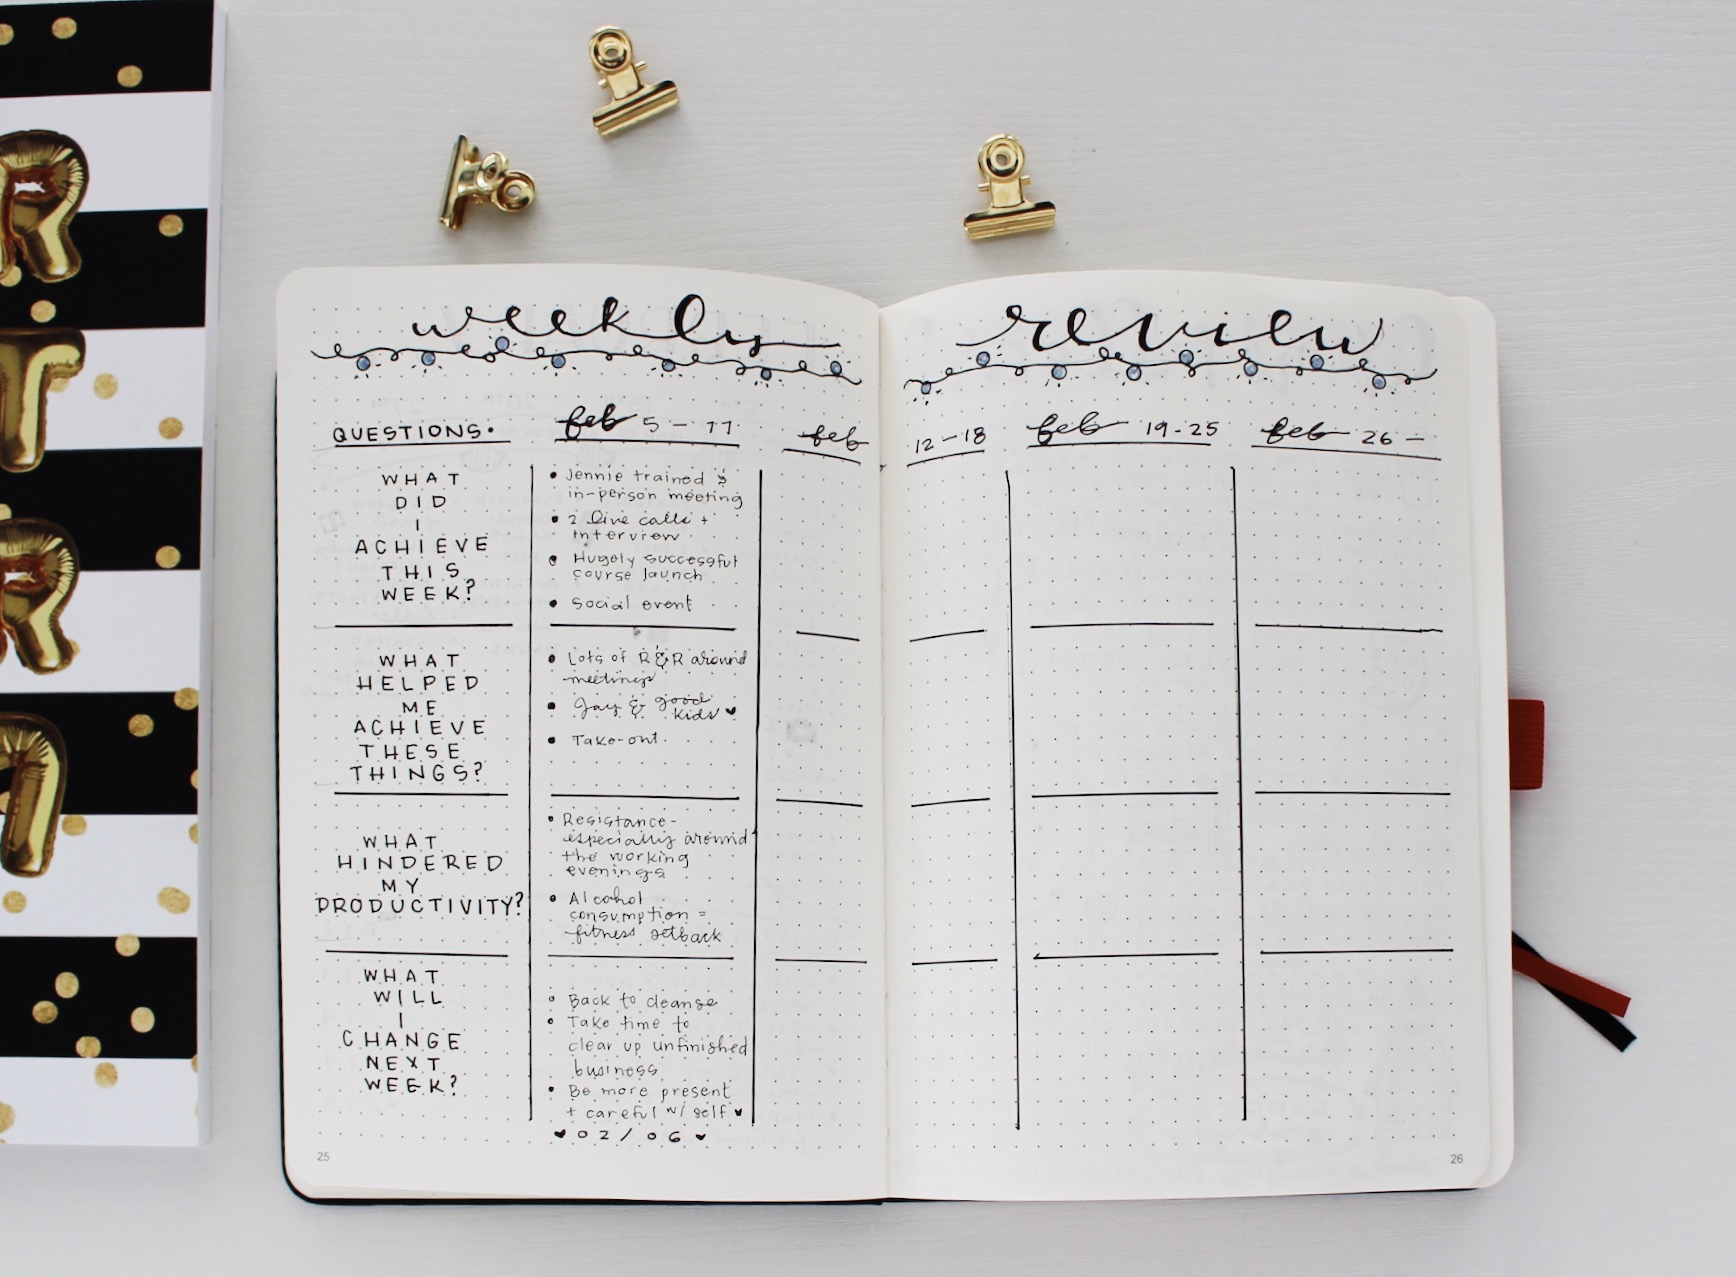 weekly review
QUESTIONS.
feb 5 - 11
feb 12 - 18
feb 19 - 25
feb 26 -
WHAT
DID
I
ACHIEVE
THIS
WEEK?
• Jennie trained &
in-person meeting
• 2 live calls +
interview
• Hugely successful
course launch
• Social event
WHAT
HELPED
ME
ACHIEVE
THESE
THINGS?
• Lots of R&R around
meetings
• Jay & good
kids ♥
• Take-out
WHAT
HINDERED
MY
PRODUCTIVITY?
• Resistance -
especially around
the working
evenings
• Alcohol
consumption =
fitness setback
WHAT
WILL
I
CHANGE
NEXT
WEEK?
• Back to cleanse
• Take time to
clear up unfinished
business
• Be more present
+ careful w/ self ♥
♥ 02/06 ♥
25
26
R
T
R